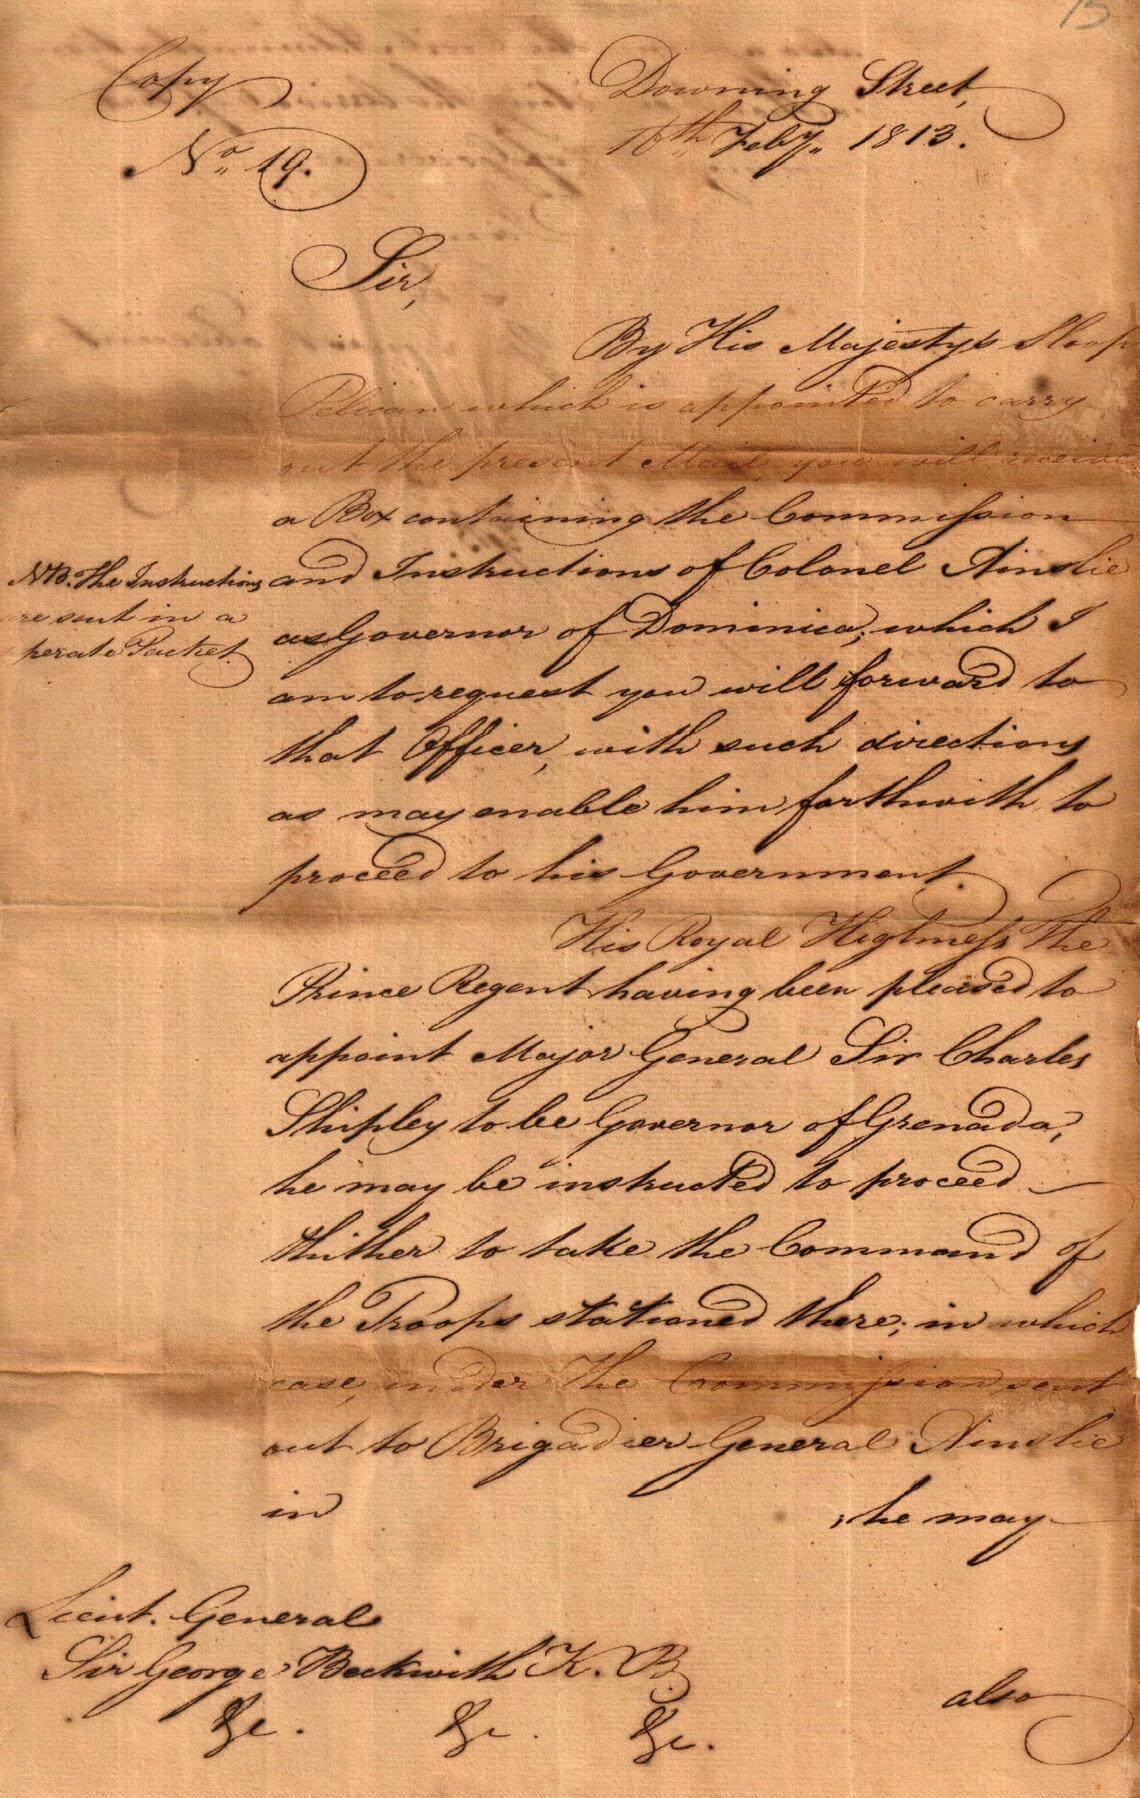 15
Copy
No. 19.
Downing Street,
16th Feby. 1813.
Sir,
By His Majesty's Sloop
Pelican which is appointed to carry
out the present Mail, you will receive
a Box containing the Commission
and Instructions of Colonel Ainslie
as Governor of Dominica; which I
am to request you will forward to
that Officer, with such directions
as may enable him forthwith to
proceed to his Government.
NB. The Instructions
re sent in a
perate Packet.
His Royal Highness The
Prince Regent having been pleased to
appoint Major General Sir Charles
Shipley to be Governor of Grenada,
he may be instructed to proceed
thither to take the Command of
the Troops stationed there; in which
case, under the Commission sent
out to Brigadier General Ainslie
in , he may
Lieut. General
Sir George Beckwith K. B.
&c. &c. &c.
also